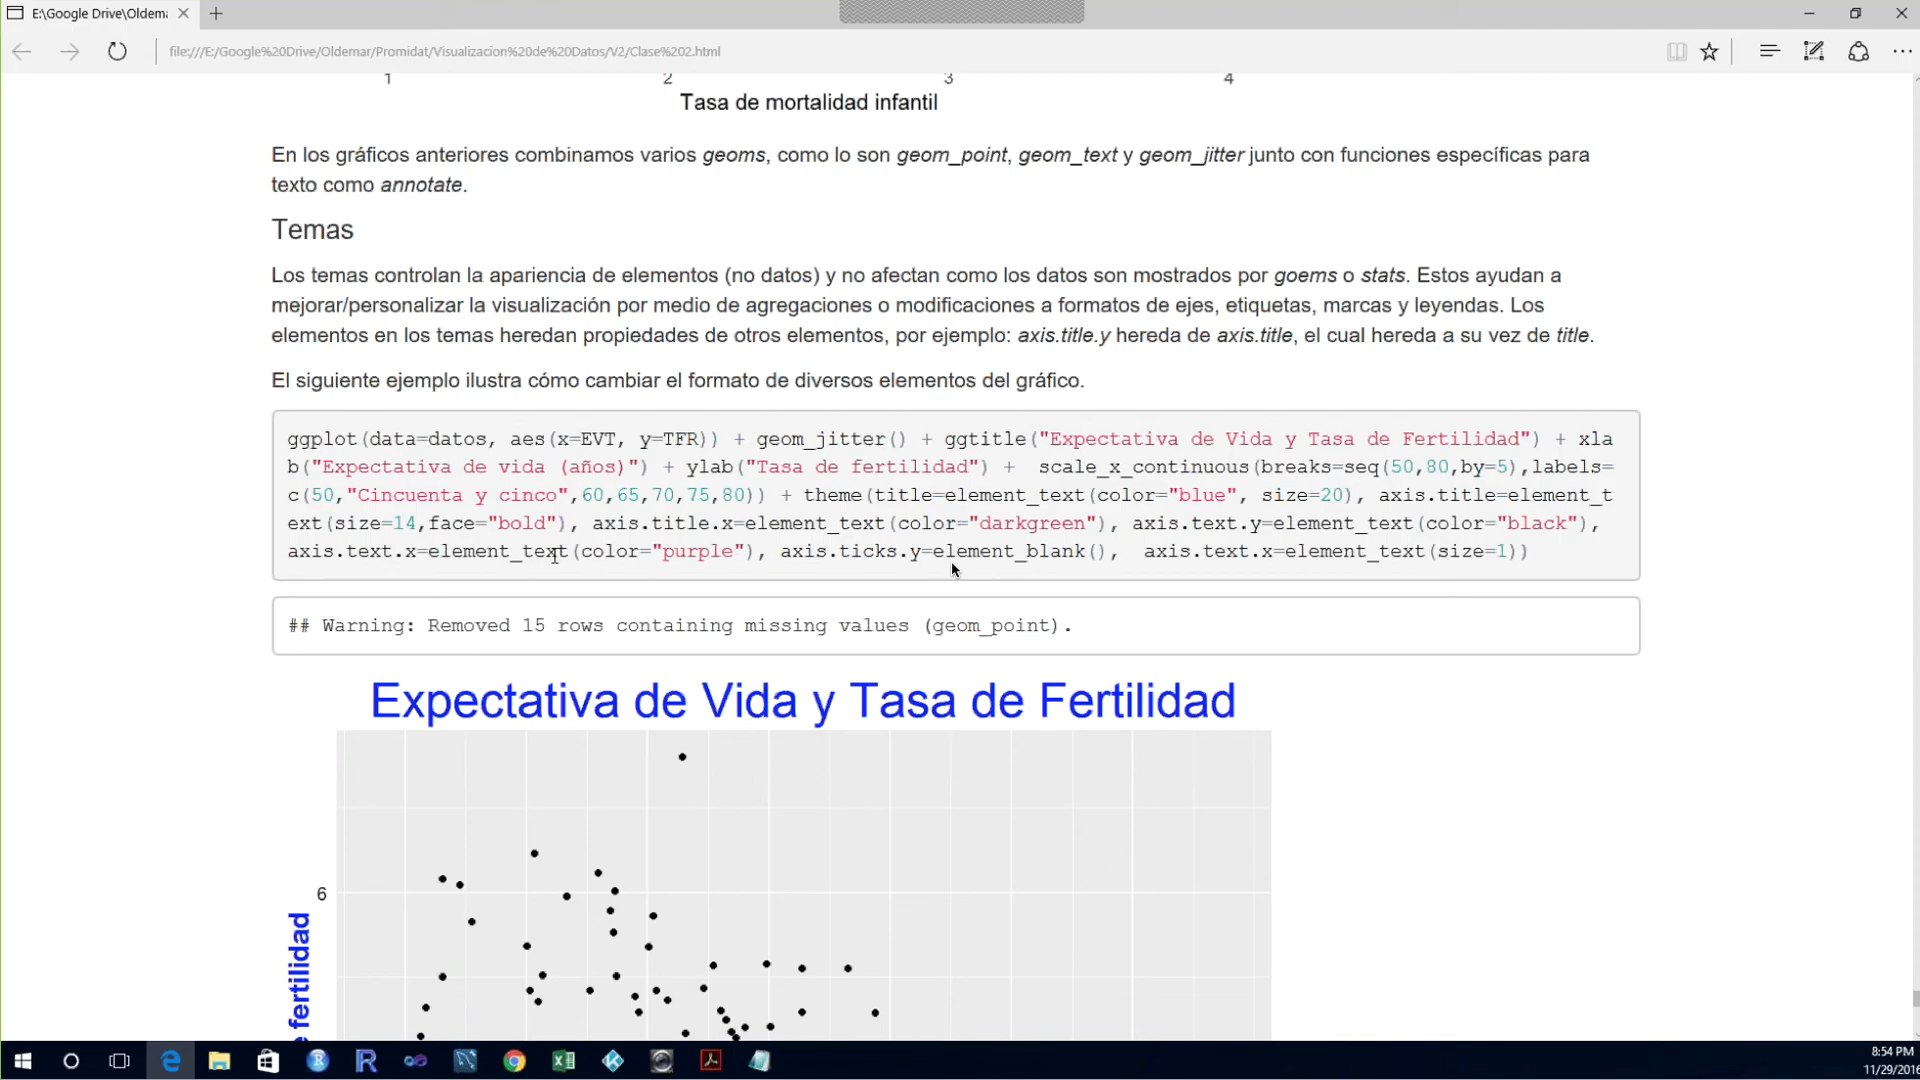 E:\Google Drive\Oldema
file:///E:/Google%20Drive/Oldemar/Promidat/Visualizacion%20de%20Datos/V2/Clase%202.html
1 2 3 4
Tasa de mortalidad infantil
En los gráficos anteriores combinamos varios geoms, como lo son geom_point, geom_text y geom_jitter junto con funciones específicas para
texto como annotate.
Temas
Los temas controlan la apariencia de elementos (no datos) y no afectan como los datos son mostrados por goems o stats. Estos ayudan a
mejorar/personalizar la visualización por medio de agregaciones o modificaciones a formatos de ejes, etiquetas, marcas y leyendas. Los
elementos en los temas heredan propiedades de otros elementos, por ejemplo: axis.title.y hereda de axis.title, el cual hereda a su vez de title.
El siguiente ejemplo ilustra cómo cambiar el formato de diversos elementos del gráfico.
ggplot(data=datos, aes(x=EVT, y=TFR)) + geom_jitter() + ggtitle("Expectativa de Vida y Tasa de Fertilidad") + xla
b("Expectativa de vida (años)") + ylab("Tasa de fertilidad") +  scale_x_continuous(breaks=seq(50,80,by=5),labels=
c(50,"Cincuenta y cinco",60,65,70,75,80)) + theme(title=element_text(color="blue", size=20), axis.title=element_t
ext(size=14,face="bold"), axis.title.x=element_text(color="darkgreen"), axis.text.y=element_text(color="black"),
axis.text.x=element_text(color="purple"), axis.ticks.y=element_blank(),  axis.text.x=element_text(size=1))
## Warning: Removed 15 rows containing missing values (geom_point).
Expectativa de Vida y Tasa de Fertilidad
6
e fertilidad
8:54 PM
11/29/2016